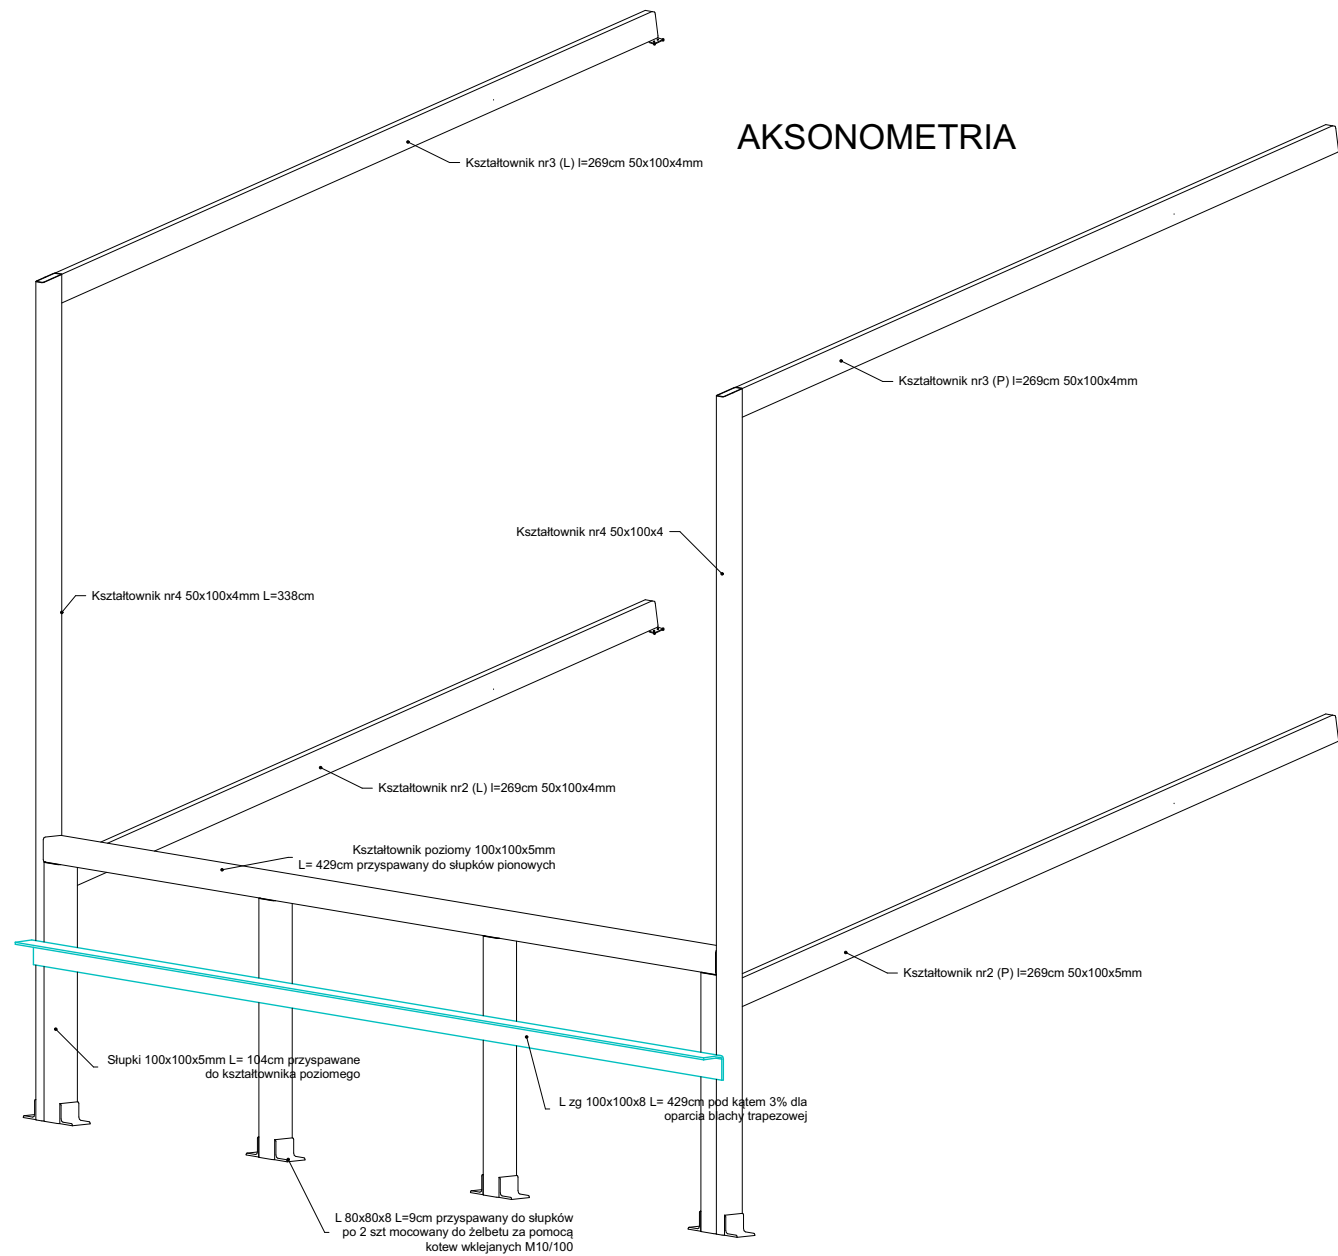 AKSONOMETRIA
Kształtownik nr3 (L) l=269cm 50x100x4mm
Kształtownik nr3 (P) l=269cm 50x100x4mm
Kształtownik nr4 50x100x4
Kształtownik nr4 50x100x4mm L=338cm
Kształtownik nr2 (L) l=269cm 50x100x4mm
Kształtownik poziomy 100x100x5mm
L= 429cm przyspawany do słupków pionowych
Kształtownik nr2 (P) l=269cm 50x100x5mm
Słupki 100x100x5mm L= 104cm przyspawane
do kształtownika poziomego
L zg 100x100x8 L= 429cm pod kątem 3% dla
oparcia blachy trapezowej
L 80x80x8 L=9cm przyspawany do słupków
po 2 szt mocowany do żelbetu za pomocą
kotew wklejanych M10/100